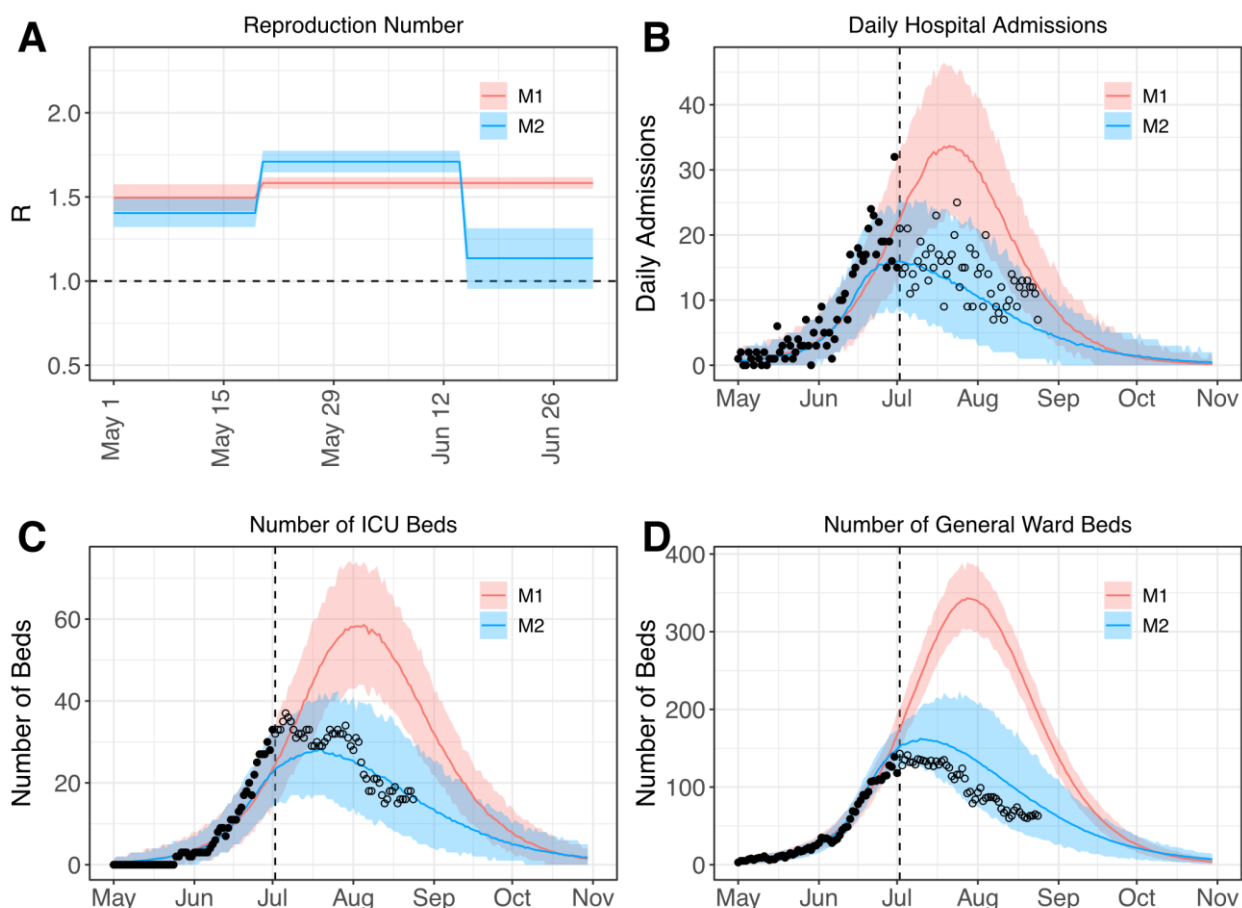 A
Reproduction Number
2.0
1.5
1.0
0.5
R
M1
M2
May 1
May 15
May 29
Jun 12
Jun 26
B
Daily Hospital Admissions
40
30
20
10
0
Daily Admissions
M1
M2
May Jun Jul Aug Sep Oct Nov
C
Number of ICU Beds
60
40
20
0
Number of Beds
M1
M2
May Jun Jul Aug Sep Oct Nov
D
Number of General Ward Beds
400
300
200
100
0
Number of Beds
M1
M2
May Jun Jul Aug Sep Oct Nov